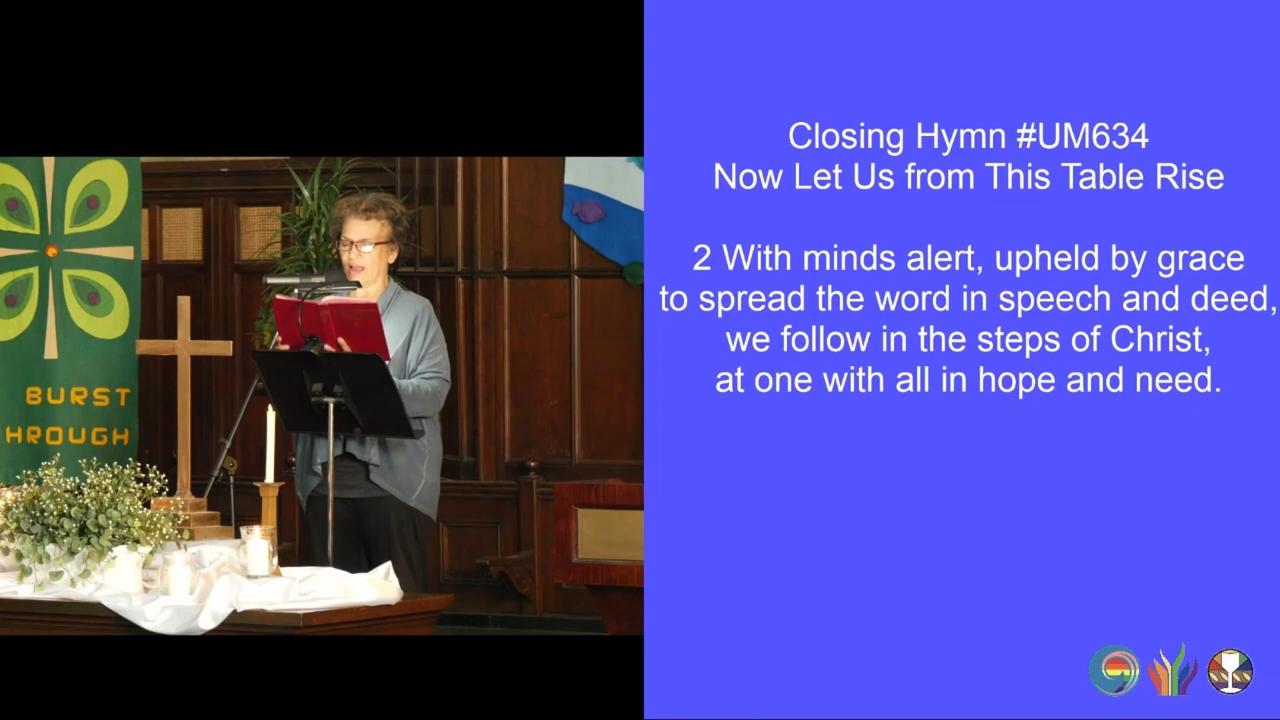 Closing Hymn #UM634
Now Let Us from This Table Rise
2 With minds alert, upheld by grace
to spread the word in speech and deed,
we follow in the steps of Christ,
at one with all in hope and need.
BURST
HROUGH